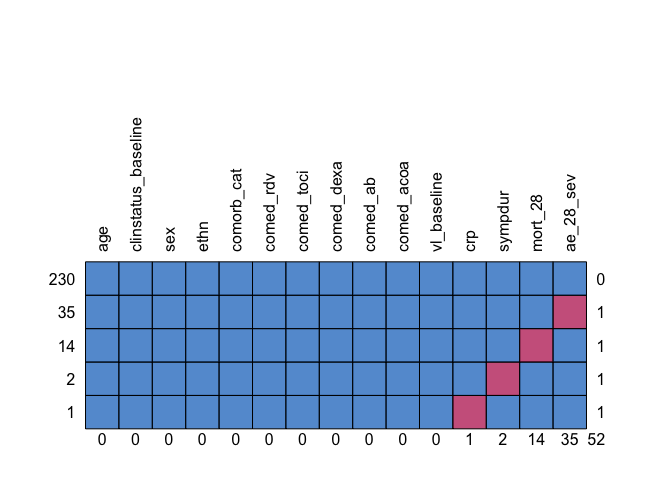 age clinstatus_baseline sex ethn comorb_cat comed_rdv comed_toci comed_dexa comed_ab comed_acoa vl_baseline crp sympdur mort_28 ae_28_sev
230 0
35 1
14 1
2 1
1 1
0 0 0 0 0 0 0 0 0 0 0 1 2 14 35 52